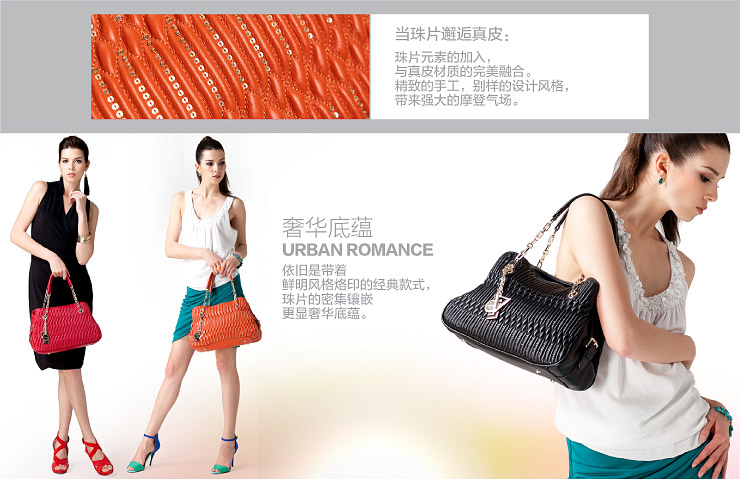 当珠片邂逅真皮：
珠片元素的加入，
与真皮材质的完美融合。
精致的手工，别样的设计风格，
带来强大的摩登气场。
奢华底蕴
URBAN ROMANCE
依旧是带着
鲜明风格烙印的经典款式，
珠片的密集镶嵌
更显奢华底蕴。